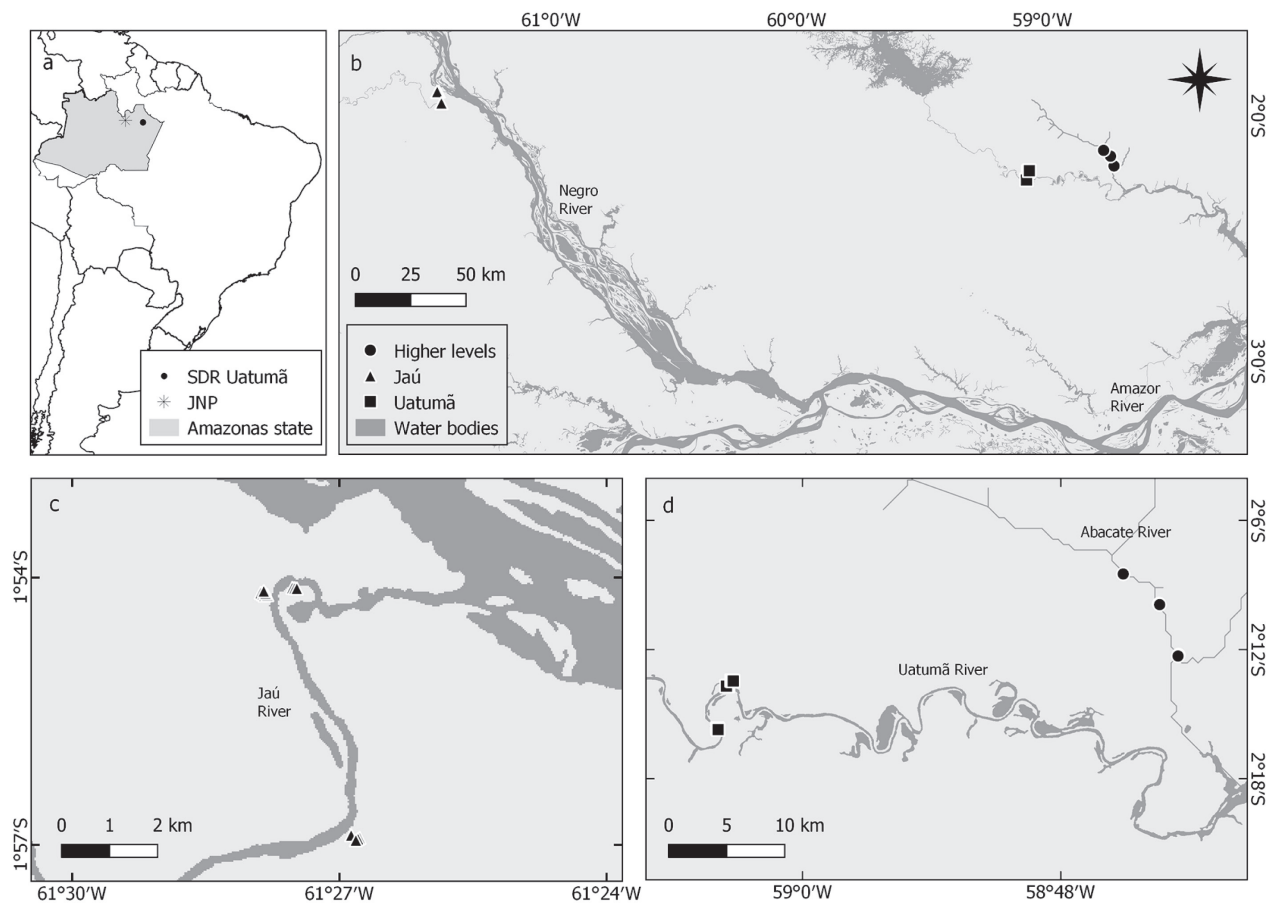 a
SDR Uatumã
JNP
Amazonas state
61°0'W 60°0'W 59°0'W
b
2°0'S
3°0'S
Negro
River
0 25 50 km
Higher levels
Jaú
Uatumã
Water bodies
Amazor
River
c
1°54'S
1°57'S
Jaú
River
0 1 2 km
61°30'W 61°27'W 61°24'W
d
Abacate River
Uatumã River
2°6'S
2°12'S
2°18'S
0 5 10 km
59°0'W 58°48'W